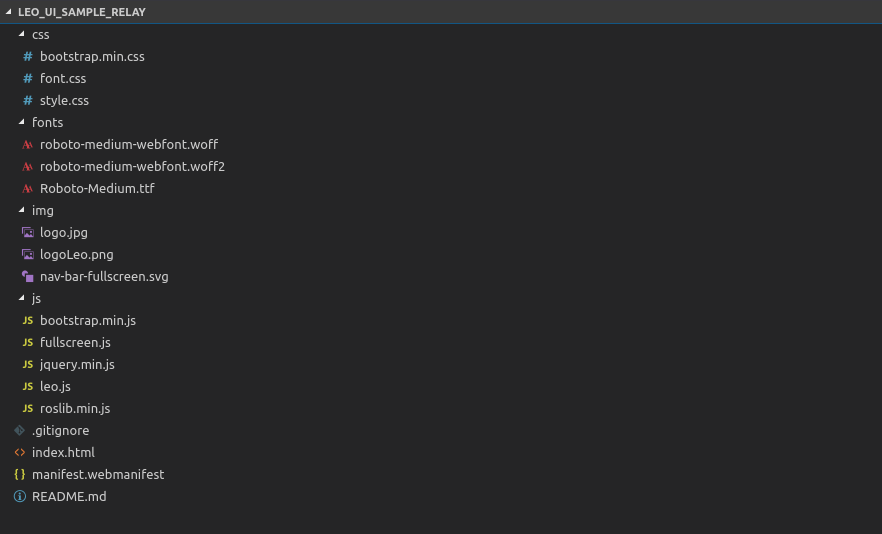 LEO_UI_SAMPLE_RELAY
css
# bootstrap.min.css
# font.css
# style.css
fonts
roboto-medium-webfont.woff
roboto-medium-webfont.woff2
Roboto-Medium.ttf
img
logo.jpg
logoLeo.png
nav-bar-fullscreen.svg
js
JS bootstrap.min.js
JS fullscreen.js
JS jquery.min.js
JS leo.js
JS roslib.min.js
.gitignore
<> index.html
{} manifest.webmanifest
README.md